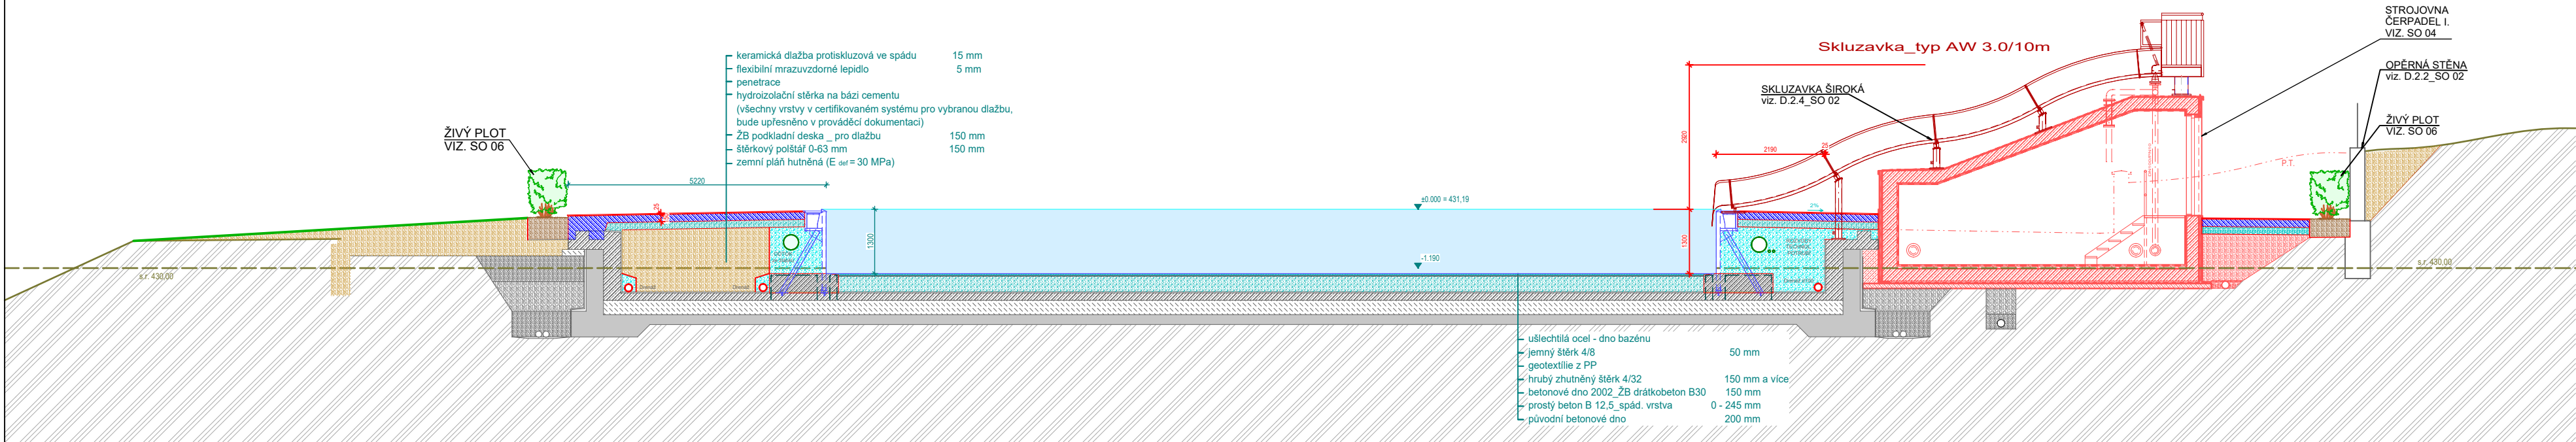 STROJOVNA
ČERPADEL I.
VIZ. SO 04
Skluzavka_typ AW 3.0/10m
keramická dlažba protiskluzová ve spádu 15 mm
flexibilní mrazuvzdorné lepidlo 5 mm
penetrace
hydroizolační stěrka na bázi cementu
(všechny vrstvy v certifikovaném systému pro vybranou dlažbu,
bude upřesněno v prováděcí dokumentaci)
ŽB podkladní deska _ pro dlažbu 150 mm
štěrkový polštář 0-63 mm 150 mm
zemní pláň hutněná (E def = 30 MPa)
OPĚRNÁ STĚNA
viz. D.2.2_SO 02
SKLUZAVKA ŠIROKÁ
viz. D.2.4_SO 02
ŽIVÝ PLOT
VIZ. SO 06
ŽIVÝ PLOT
VIZ. SO 06
2920
2190
25
P.T.
5220
25
±0.000 = 431,19
2%
1300
1300
-1.190
s.r. 430,00
s.r. 430,00
Drenáž
Drenáž
ušlechtilá ocel - dno bazénu
jemný štěrk 4/8 50 mm
geotextílie z PP
hrubý zhutněný štěrk 4/32 150 mm a více
betonové dno 2002_ŽB drátkobeton B30 150 mm
prostý beton B 12,5_spád. vrstva 0 - 245 mm
původní betonové dno 200 mm